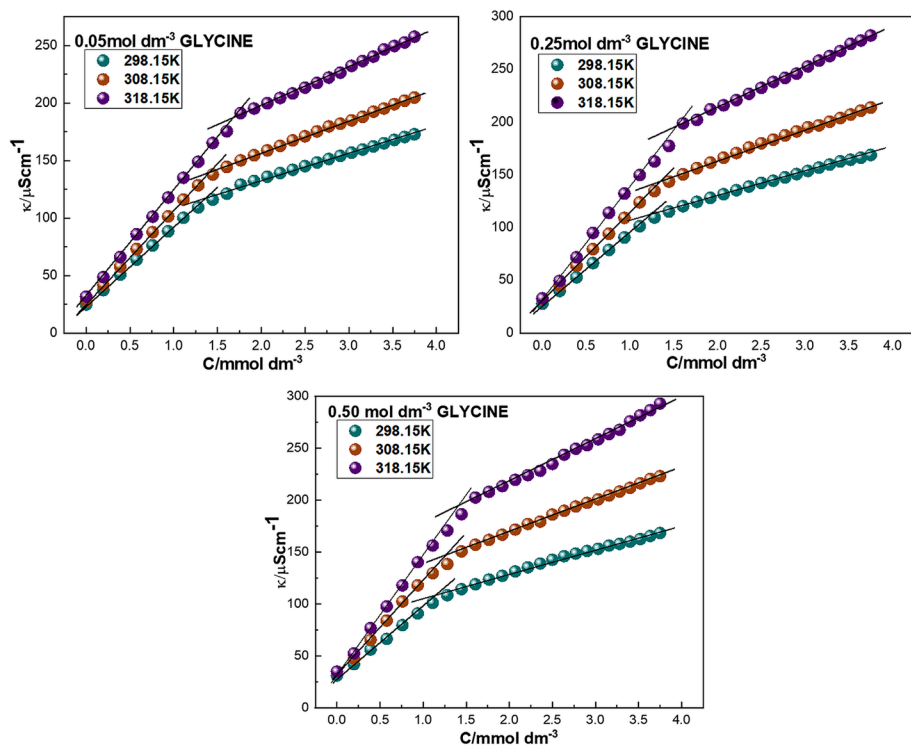 0.05mol dm⁻³ GLYCINE
298.15K
308.15K
318.15K
κ/μScm⁻¹
250
200
150
100
50
0
0.0 0.5 1.0 1.5 2.0 2.5 3.0 3.5 4.0
C/mmol dm⁻³
0.25mol dm⁻³ GLYCINE
298.15K
308.15K
318.15K
κ/μScm⁻¹
300
250
200
150
100
50
0
0.0 0.5 1.0 1.5 2.0 2.5 3.0 3.5 4.0
C/mmol dm⁻³
0.50 mol dm⁻³ GLYCINE
298.15K
308.15K
318.15K
κ/μScm⁻¹
300
250
200
150
100
50
0
0.0 0.5 1.0 1.5 2.0 2.5 3.0 3.5 4.0
C/mmol dm⁻³